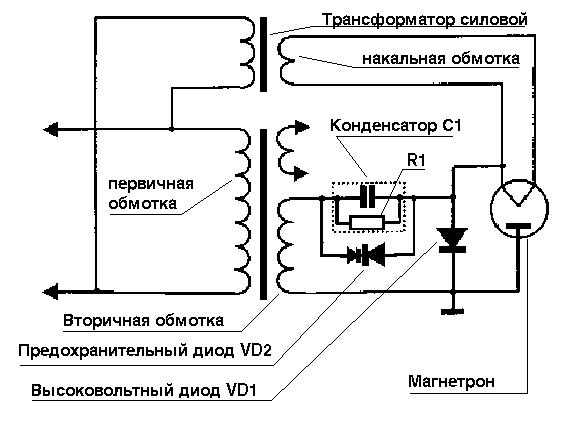 Трансформатор силовой
накальная обмотка
Конденсатор С1
R1
первичная
обмотка
Вторичная обмотка
Предохранительный диод VD2
Высоковольтный диод VD1
Магнетрон